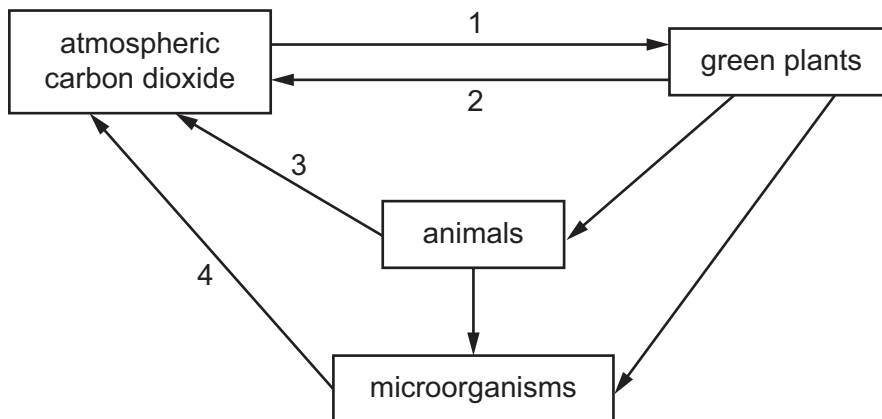 atmospheric
carbon dioxide
1
green plants
2
3
animals
4
microorganisms